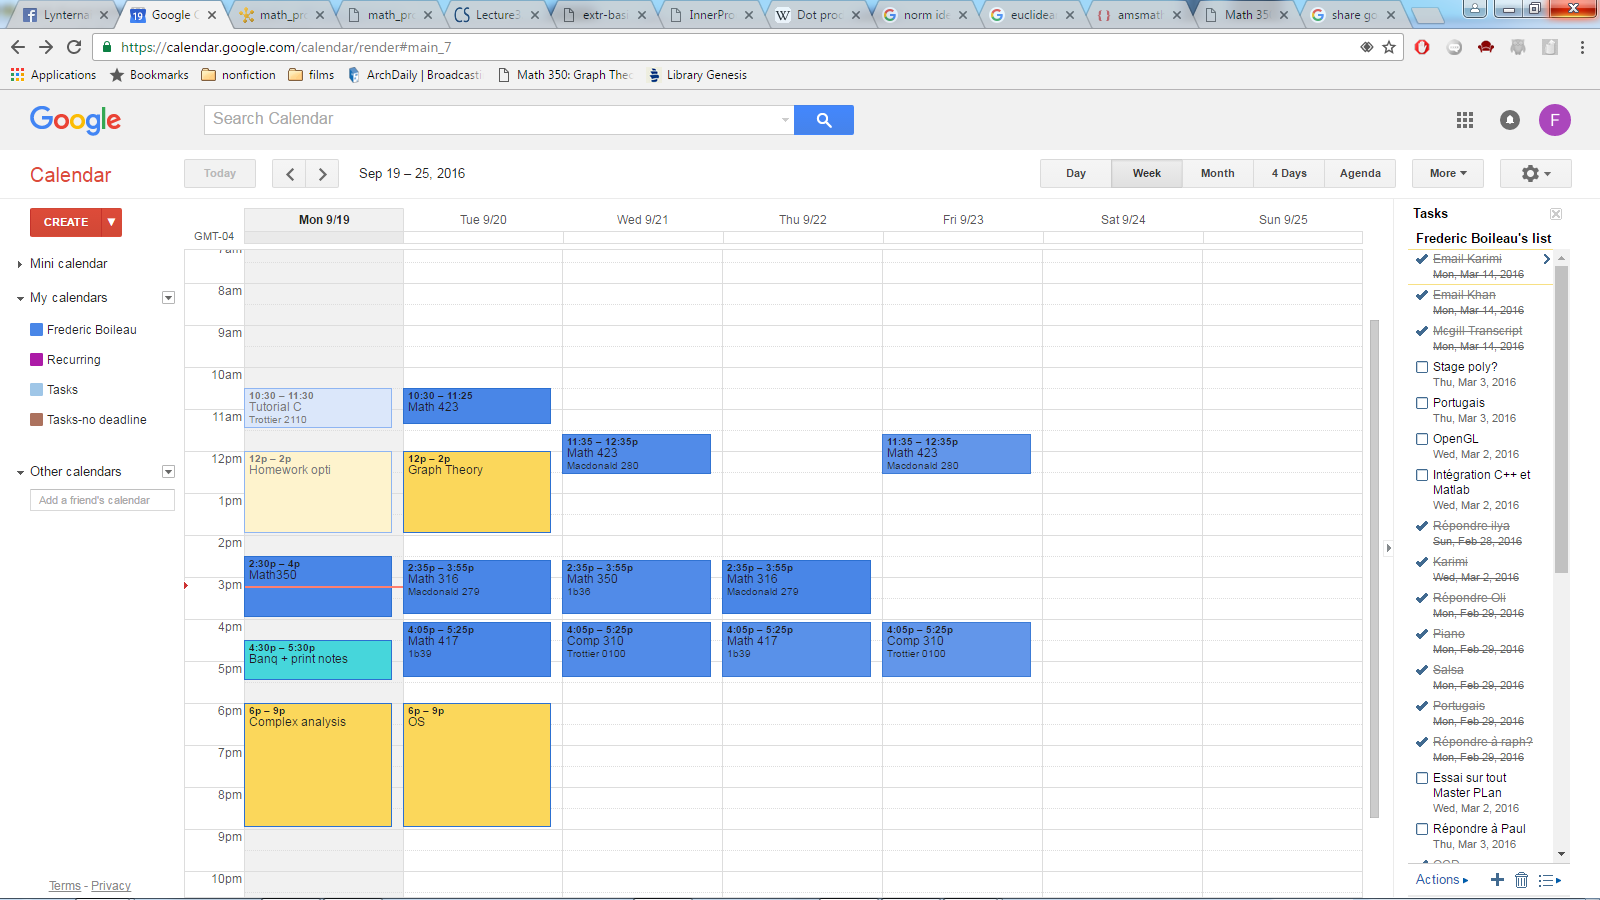 Lynterna
Google C
math_pro
math_pro
Lecture3
extr-bas
InnerPro
Dot prod
norm ide
euclidea
amsmath
Math 35
share go
https://calendar.google.com/calendar/render#main_7
Applications Bookmarks nonfiction films ArchDaily | Broadcasti Math 350: Graph Theo Library Genesis
Google
Search Calendar
F
Calendar
Today
Sep 19 – 25, 2016
Day Week Month 4 Days Agenda More
CREATE
Mini calendar
My calendars
Frederic Boileau
Recurring
Tasks
Tasks-no deadline
Other calendars
Add a friend's calendar
Terms - Privacy
Mon 9/19 Tue 9/20 Wed 9/21 Thu 9/22 Fri 9/23 Sat 9/24 Sun 9/25
GMT-04
7am
8am
9am
10am
11am
12pm
1pm
2pm
3pm
4pm
5pm
6pm
7pm
8pm
9pm
10pm
10:30 – 11:30
Tutorial C
Trottier 2110
12p – 2p
Homework opti
2:30p – 4p
Math350
4:30p – 5:30p
Banq + print notes
6p – 9p
Complex analysis
10:30 – 11:25
Math 423
12p – 2p
Graph Theory
2:35p – 3:55p
Math 316
Macdonald 279
4:05p – 5:25p
Math 417
1b39
6p – 9p
OS
11:35 – 12:35p
Math 423
Macdonald 280
2:35p – 3:55p
Math 350
1b36
4:05p – 5:25p
Comp 310
Trottier 0100
2:35p – 3:55p
Math 316
Macdonald 279
4:05p – 5:25p
Math 417
1b39
11:35 – 12:35p
Math 423
Macdonald 280
4:05p – 5:25p
Comp 310
Trottier 0100
Tasks
Frederic Boileau's list
Email Karimi
Mon, Mar 14, 2016
Email Khan
Mon, Mar 14, 2016
Mcgill Transcript
Mon, Mar 14, 2016
Stage poly?
Thu, Mar 3, 2016
Portugais
Thu, Mar 3, 2016
OpenGL
Wed, Mar 2, 2016
Intégration C++ et
Matlab
Wed, Mar 2, 2016
Répondre ilya
Sun, Feb 28, 2016
Karimi
Wed, Mar 2, 2016
Répondre Oli
Mon, Feb 29, 2016
Piano
Mon, Feb 29, 2016
Salsa
Mon, Feb 29, 2016
Portugais
Mon, Feb 29, 2016
Répondre à raph?
Mon, Feb 29, 2016
Essai sur tout
Master PLan
Wed, Mar 2, 2016
Répondre à Paul
Thu, Mar 3, 2016
Actions